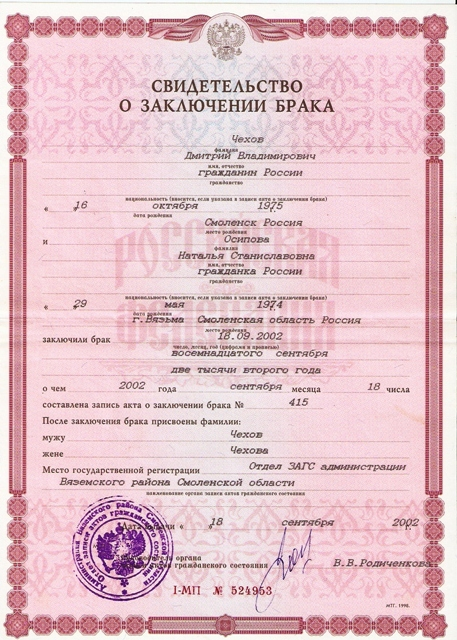 СВИДЕТЕЛЬСТВО
О ЗАКЛЮЧЕНИИ БРАКА
Чехов
фамилия
Дмитрий Владимирович
имя, отчество
гражданин России
гражданство
национальность (вносится, если указана в записи акта о заключении брака)
« 16 октября 1975
дата рождения
Смоленск Россия
место рождения
и Осипова
фамилия
Наталья Станиславовна
имя, отчество
гражданка России
гражданство
национальность (вносится, если указана в записи акта о заключении брака)
« 29 мая 1974
дата рождения
г.Вязьма Смоленская область Россия
место рождения
заключили брак 18.09.2002
число, месяц, год (цифрами и прописью)
восемнадцатого сентября
две тысячи второго года
о чем 2002 года сентября месяца 18 числа
составлена запись акта о заключении брака № 415
После заключения брака присвоены фамилии:
мужу Чехов
жене Чехова
Место государственной регистрации Отдел ЗАГС администрации
Вяземского района Смоленской области
наименование органа записи актов гражданского состояния
Дата выдачи « 18 сентября 2002 г.
органа
гражданского состояния В.В.Родиченкова
I-МП № 524953
МПГ. 1998.